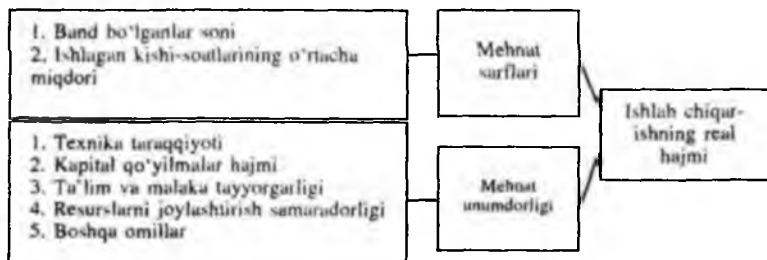 1. Band bo'lganlar soni
2. Ishlagan kishi-soatlarining o'rtacha
miqdori
Mehnat
sarflari
1. Texnika taraqqiyoti
2. Kapital qo'yilmalar hajmi
3. Ta'lim va malaka tayyorgarligi
4. Resurslarni joylashtirish samaradorligi
5. Boshqa omillar
Mehnat
unumdorligi
Ishlah chiqar-
ishning real
hajmi